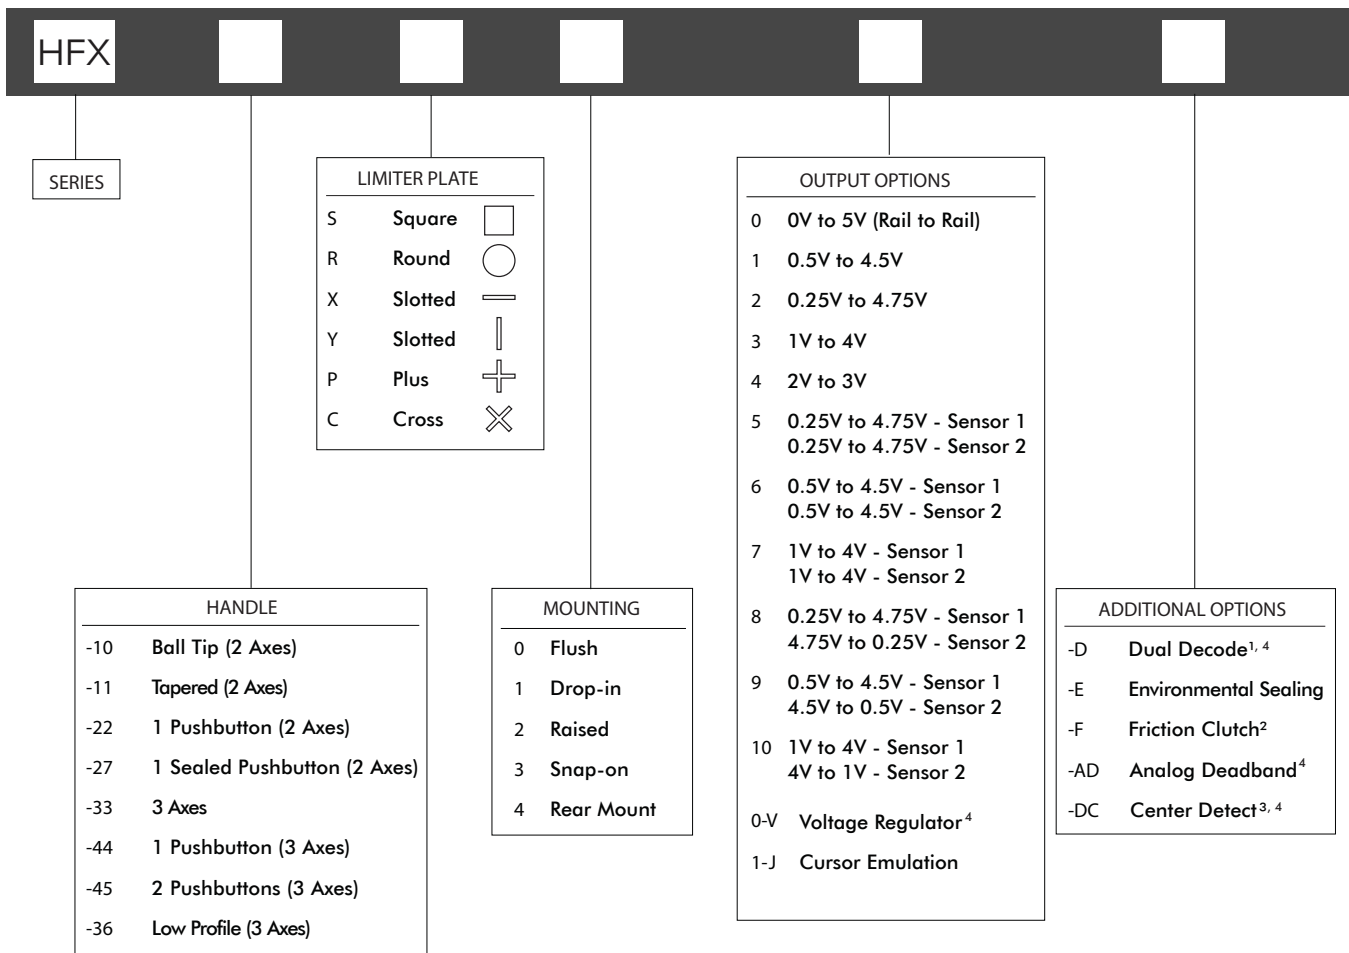 HFX
SERIES
LIMITER PLATE
S Square
R Round
X Slotted
Y Slotted
P Plus
C Cross
OUTPUT OPTIONS
0 0V to 5V (Rail to Rail)
1 0.5V to 4.5V
2 0.25V to 4.75V
3 1V to 4V
4 2V to 3V
5 0.25V to 4.75V - Sensor 1
0.25V to 4.75V - Sensor 2
6 0.5V to 4.5V - Sensor 1
0.5V to 4.5V - Sensor 2
7 1V to 4V - Sensor 1
1V to 4V - Sensor 2
8 0.25V to 4.75V - Sensor 1
4.75V to 0.25V - Sensor 2
9 0.5V to 4.5V - Sensor 1
4.5V to 0.5V - Sensor 2
10 1V to 4V - Sensor 1
4V to 1V - Sensor 2
0-V Voltage Regulator⁴
1-J Cursor Emulation
HANDLE
-10 Ball Tip (2 Axes)
-11 Tapered (2 Axes)
-22 1 Pushbutton (2 Axes)
-27 1 Sealed Pushbutton (2 Axes)
-33 3 Axes
-44 1 Pushbutton (3 Axes)
-45 2 Pushbuttons (3 Axes)
-36 Low Profile (3 Axes)
MOUNTING
0 Flush
1 Drop-in
2 Raised
3 Snap-on
4 Rear Mount
ADDITIONAL OPTIONS
-D Dual Decode¹, ⁴
-E Environmental Sealing
-F Friction Clutch²
-AD Analog Deadband⁴
-DC Center Detect³, ⁴